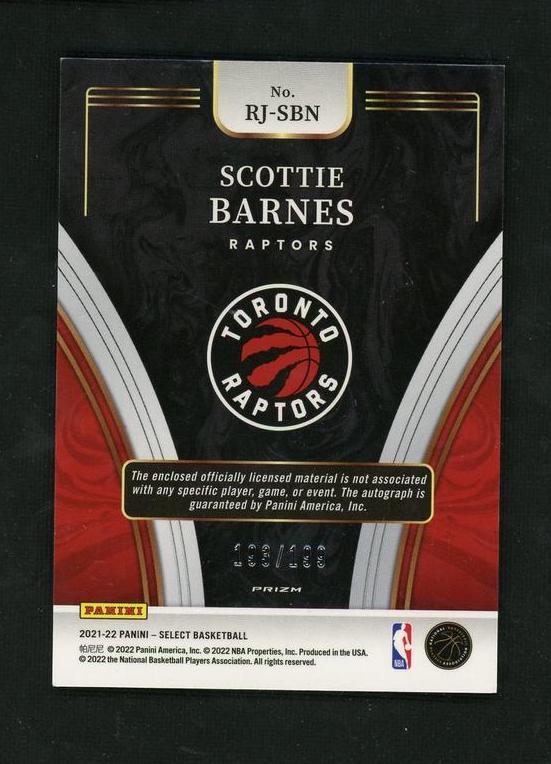 No.
RJ-SBN
SCOTTIE
BARNES
RAPTORS
TORONTO
RAPTORS
The enclosed officially licensed material is not associated
with any specific player, game, or event. The autograph is
guaranteed by Panini America, Inc.
PRIZM
PANINI
2021-22 PANINI – SELECT BASKETBALL
帕尼尼 © 2022 Panini America, Inc. © 2022 NBA Properties, Inc. Produced in the USA.
© 2022 the National Basketball Players Association. All rights reserved.
NBA